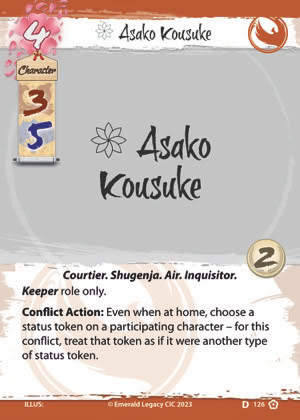 4
Asako Kousuke
Character
3
5
Asako
Kousuke
2
Courtier. Shugenja. Air. Inquisitor.
Keeper role only.
Conflict Action: Even when at home, choose a
status token on a participating character – for this
conflict, treat that token as if it were another type
of status token.
ILLUS:
© Emerald Legacy CIC 2023
D 126